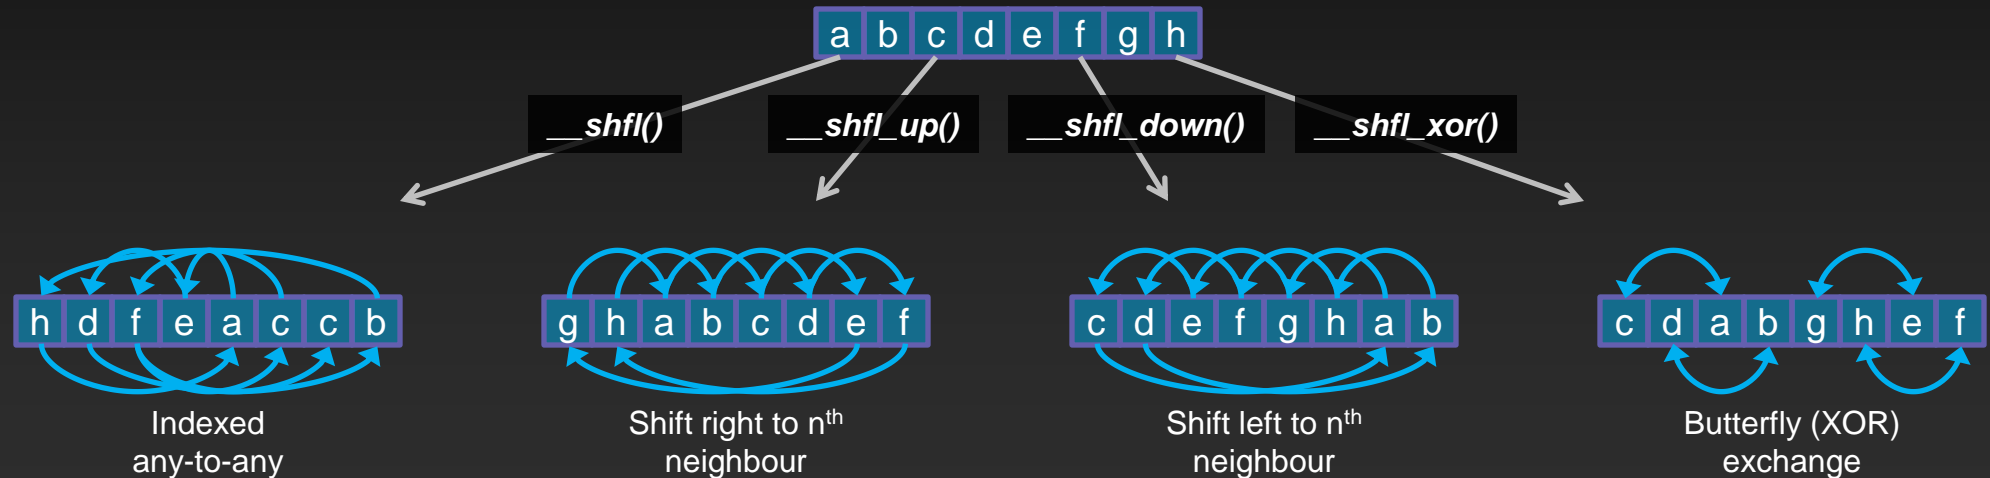 a b c d e f g h
__shfl() __shfl_up() __shfl_down() __shfl_xor()
h d f e a c c b
g h a b c d e f
c d e f g h a b
c d a b g h e f
Indexed
any-to-any
Shift right to nth
neighbour
Shift left to nth
neighbour
Butterfly (XOR)
exchange